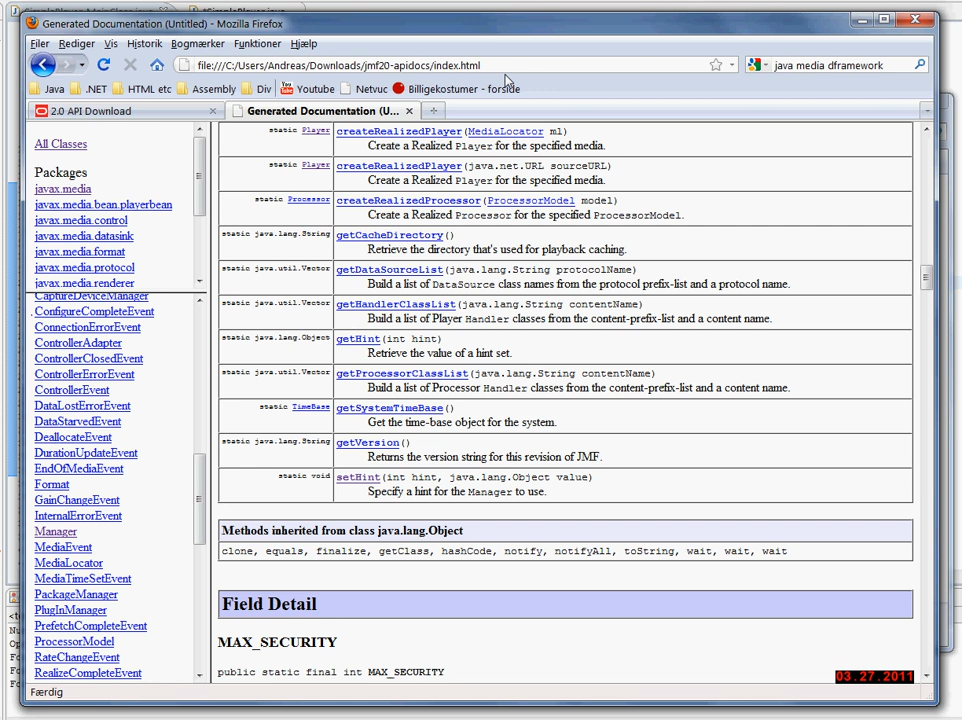 Generated Documentation (Untitled) - Mozilla Firefox
Filer Rediger Vis Historik Bogmærker Funktioner Hjælp
file:///C:/Users/Andreas/Downloads/jmf20-apidocs/index.html
java media dframework
Java .NET HTML etc Assembly Div Youtube Netvuc Billigekostumer - forside
2.0 API Download
Generated Documentation (U...
All Classes
Packages
javax.media
javax.media.bean.playerbean
javax.media.control
javax.media.datasink
javax.media.format
javax.media.protocol
javax.media.renderer
CaptureDeviceManager
ConfigureCompleteEvent
ConnectionErrorEvent
ControllerAdapter
ControllerClosedEvent
ControllerErrorEvent
ControllerEvent
DataLostErrorEvent
DataStarvedEvent
DeallocateEvent
DurationUpdateEvent
EndOfMediaEvent
Format
GainChangeEvent
InternalErrorEvent
Manager
MediaEvent
MediaLocator
MediaTimeSetEvent
PackageManager
PlugInManager
PrefetchCompleteEvent
ProcessorModel
RateChangeEvent
RealizeCompleteEvent
static Player createRealizedPlayer(MediaLocator ml)
Create a Realized Player for the specified media.
static Player createRealizedPlayer(java.net.URL sourceURL)
Create a Realized Player for the specified media.
static Processor createRealizedProcessor(ProcessorModel model)
Create a Realized Processor for the specified ProcessorModel.
static java.lang.String getCacheDirectory()
Retrieve the directory that's used for playback caching.
static java.util.Vector getDataSourceList(java.lang.String protocolName)
Build a list of DataSource class names from the protocol prefix-list and a protocol name.
static java.util.Vector getHandlerClassList(java.lang.String contentName)
Build a list of Player Handler classes from the content-prefix-list and a content name.
static java.lang.Object getHint(int hint)
Retrieve the value of a hint set.
static java.util.Vector getProcessorClassList(java.lang.String contentName)
Build a list of Processor Handler classes from the content-prefix-list and a content name.
static TimeBase getSystemTimeBase()
Get the time-base object for the system.
static java.lang.String getVersion()
Returns the version string for this revision of JMF.
static void setHint(int hint, java.lang.Object value)
Specify a hint for the Manager to use.
Methods inherited from class java.lang.Object
clone, equals, finalize, getClass, hashCode, notify, notifyAll, toString, wait, wait, wait
Field Detail
MAX_SECURITY
public static final int MAX_SECURITY
03.27.2011
Færdig